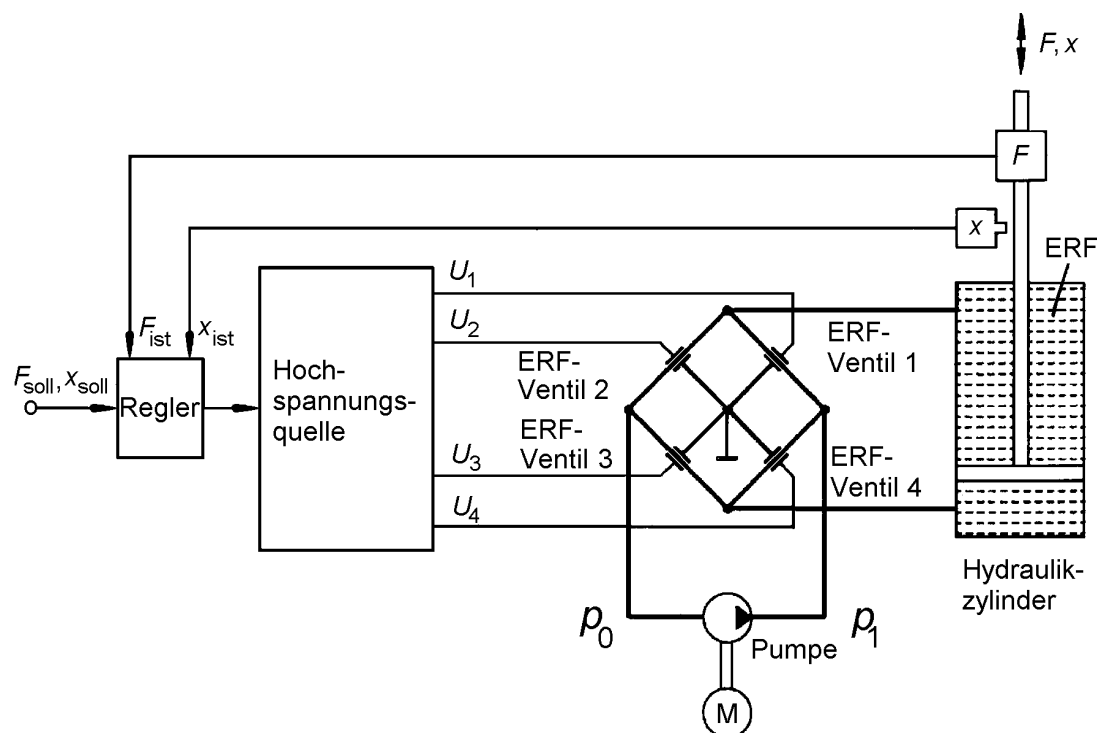 F, x
F
x
ERF
U1
U2
Fist
xist
ERF-
Ventil 1
ERF-
Ventil 2
Fsoll, xsoll
Regler
Hoch-
spannungs-
quelle
U3
ERF-
Ventil 3
U4
ERF-
Ventil 4
Hydraulik-
zylinder
p0
p1
Pumpe
M